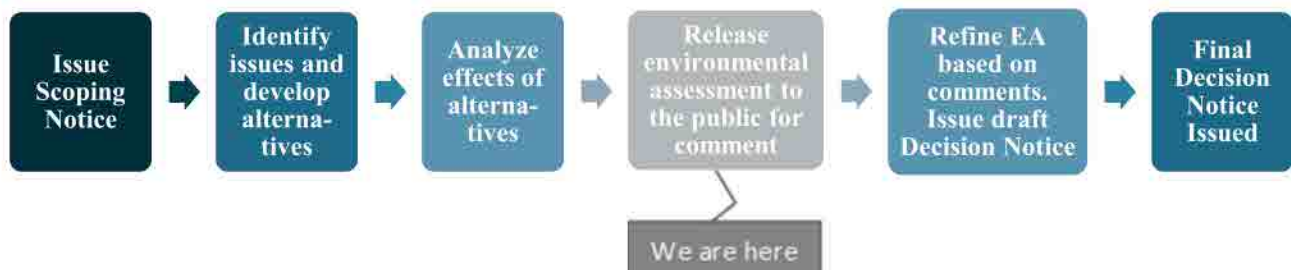 Issue
Scoping
Notice
Identify
issues and
develop
alterna-
tives
Analyze
effects of
alterna-
tives
Release
environmental
assessment to
the public for
comment
Refine EA
based on
comments.
Issue draft
Decision Notice
Final
Decision
Notice
Issued
We are here